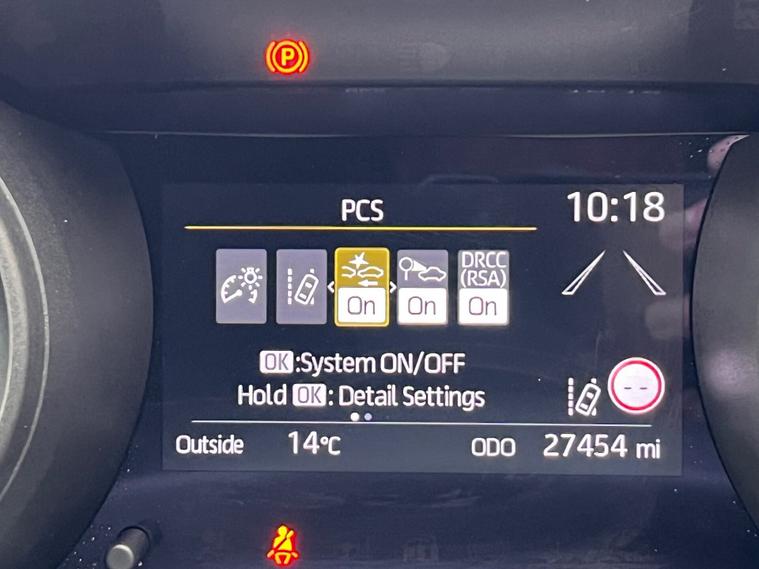 P
PCS
10:18
DRCC
(RSA)
On
On
On
OK:System ON/OFF
Hold OK: Detail Settings
--
Outside 14°C
ODO 27454 mi